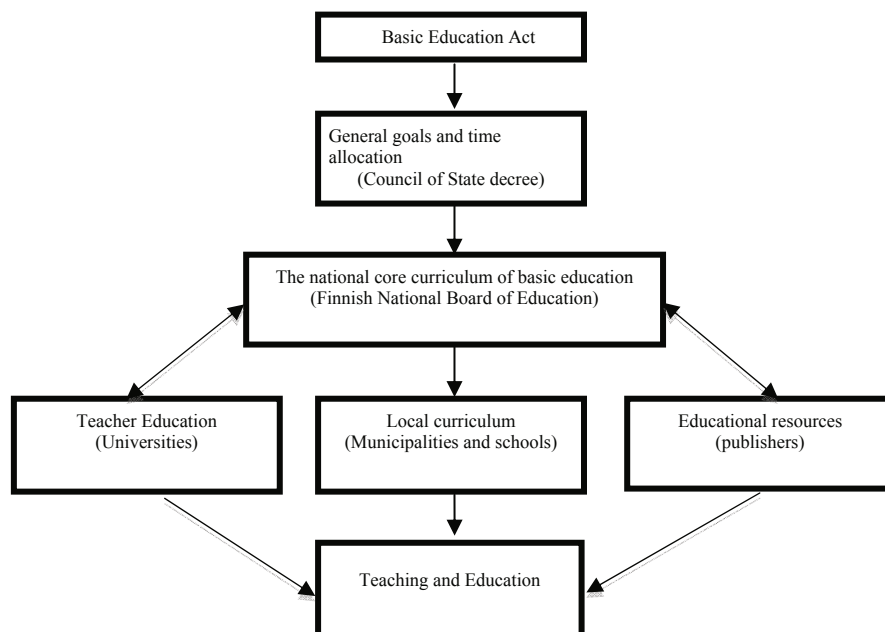 Basic Education Act
General goals and time
allocation
(Council of State decree)
The national core curriculum of basic education
(Finnish National Board of Education)
Teacher Education
(Universities)
Local curriculum
(Municipalities and schools)
Educational resources
(publishers)
Teaching and Education